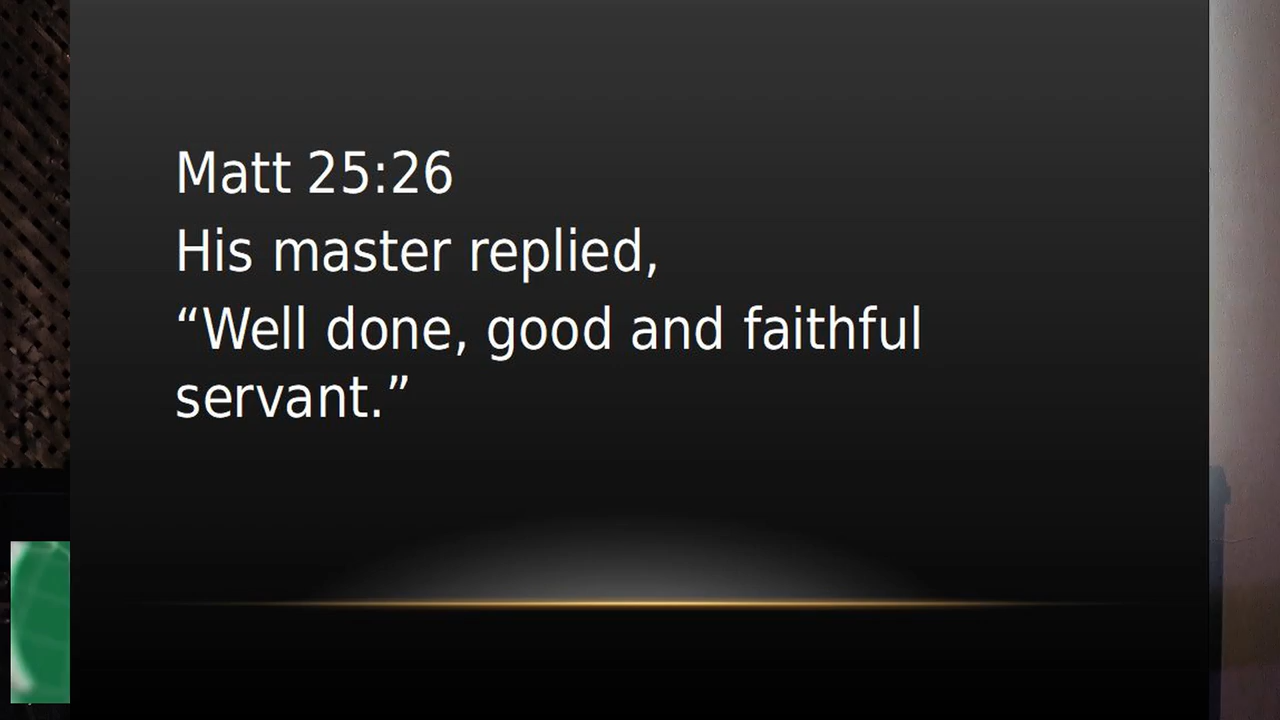 Matt 25:26
His master replied,
“Well done, good and faithful
servant.”